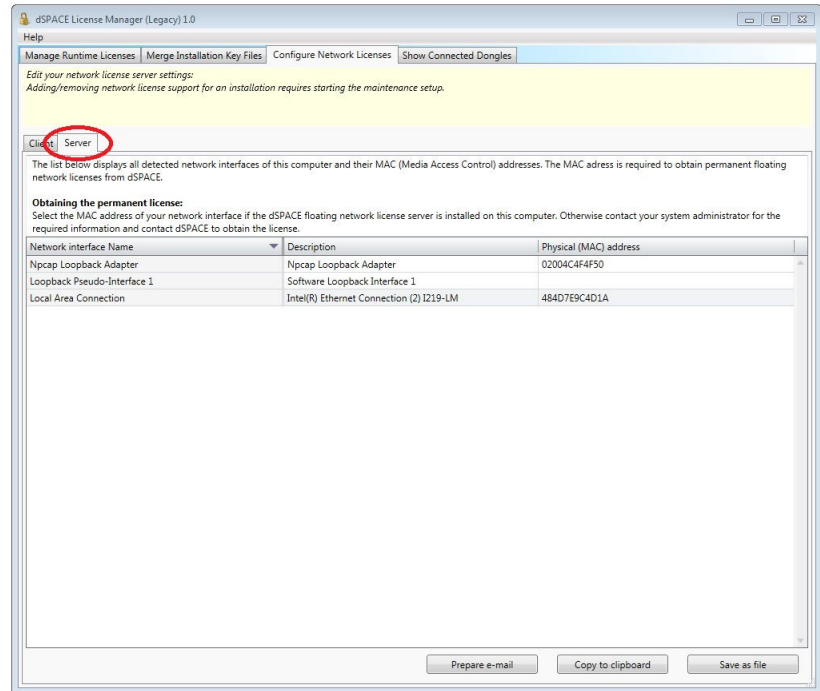 dSPACE License Manager (Legacy) 1.0
Help
Manage Runtime Licenses Merge Installation Key Files Configure Network Licenses Show Connected Dongles
Edit your network license server settings:
Adding/removing network license support for an installation requires starting the maintenance setup.
Client Server
The list below displays all detected network interfaces of this computer and their MAC (Media Access Control) addresses. The MAC adress is required to obtain permanent floating
network licenses from dSPACE.
Obtaining the permanent license:
Select the MAC address of your network interface if the dSPACE floating network license server is installed on this computer. Otherwise contact your system administrator for the
required information and contact dSPACE to obtain the license.
Network interface Name Description Physical (MAC) address
Npcap Loopback Adapter Npcap Loopback Adapter 02004C4F4F50
Loopback Pseudo-Interface 1 Software Loopback Interface 1
Local Area Connection Intel(R) Ethernet Connection (2) I219-LM 484D7E9C4D1A
Prepare e-mail Copy to clipboard Save as file